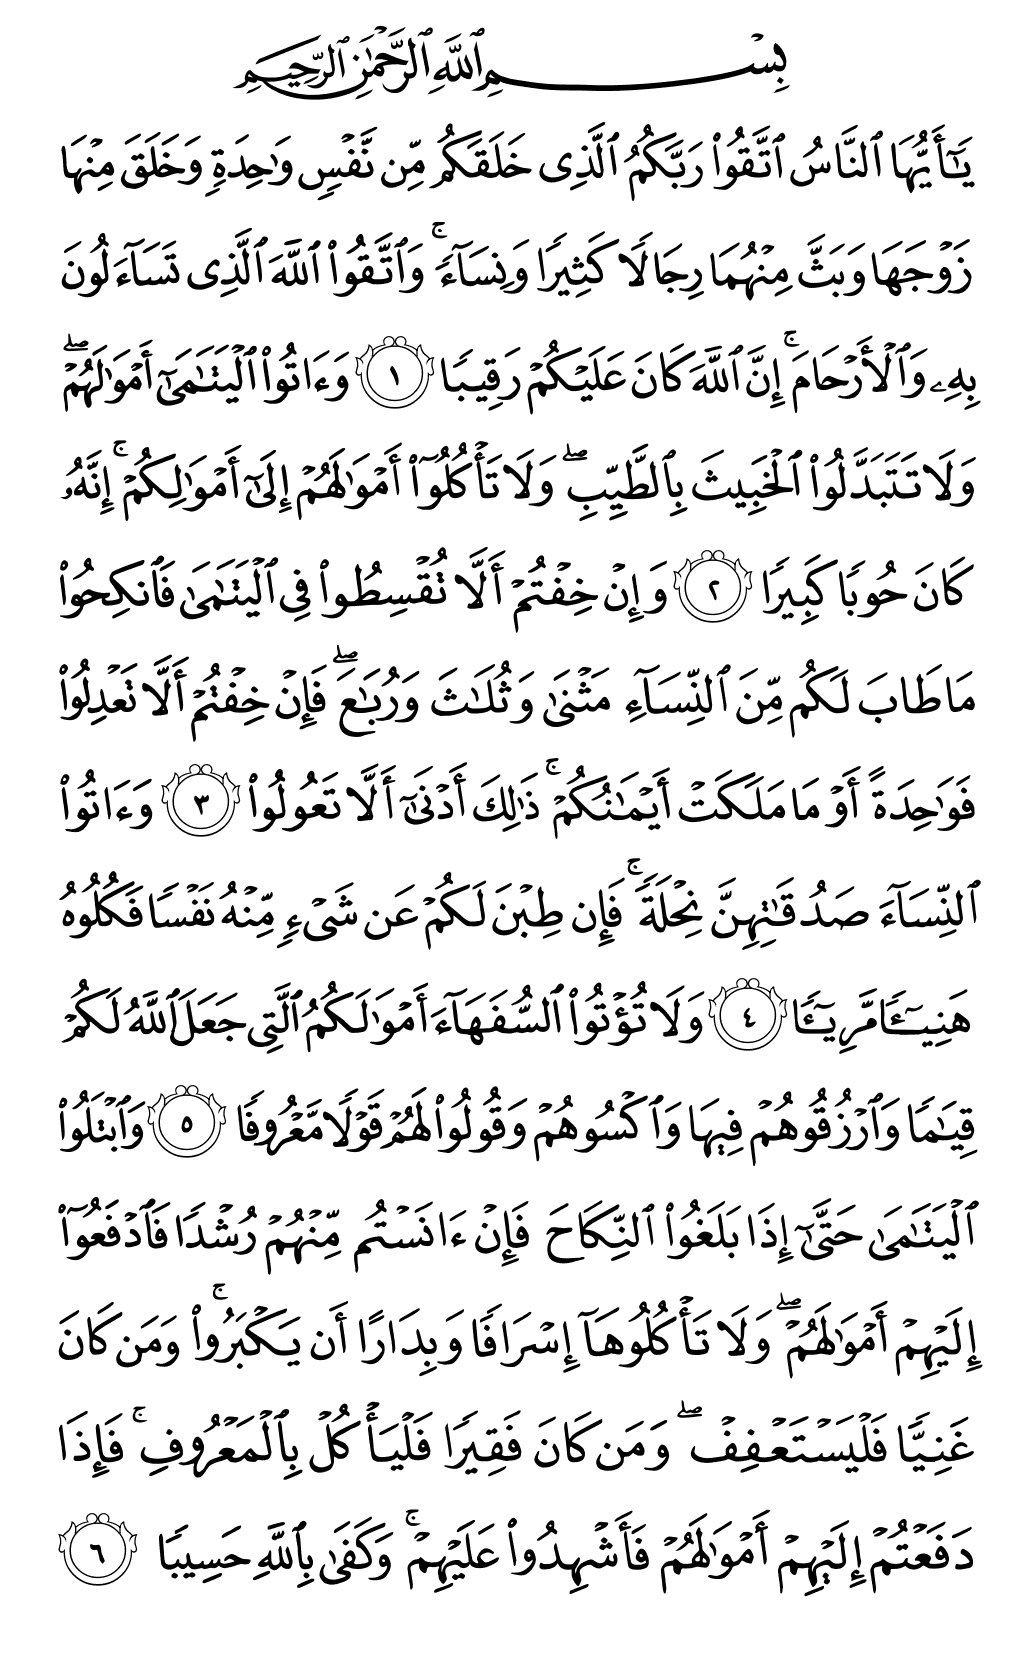 بِسْمِ ٱللَّهِ ٱلرَّحْمَٰنِ ٱلرَّحِيمِ
يَٰٓأَيُّهَا ٱلنَّاسُ ٱتَّقُوا۟ رَبَّكُمُ ٱلَّذِى خَلَقَكُم مِّن نَّفْسٍ وَٰحِدَةٍ وَخَلَقَ مِنْهَا
زَوْجَهَا وَبَثَّ مِنْهُمَا رِجَالًا كَثِيرًا وَنِسَآءً ۚ وَٱتَّقُوا۟ ٱللَّهَ ٱلَّذِى تَسَآءَلُونَ
بِهِۦ وَٱلْأَرْحَامَ ۚ إِنَّ ٱللَّهَ كَانَ عَلَيْكُمْ رَقِيبًا ١ وَءَاتُوا۟ ٱلْيَتَٰمَىٰٓ أَمْوَٰلَهُمْ ۖ
وَلَا تَتَبَدَّلُوا۟ ٱلْخَبِيثَ بِٱلطَّيِّبِ ۖ وَلَا تَأْكُلُوٓا۟ أَمْوَٰلَهُمْ إِلَىٰٓ أَمْوَٰلِكُمْ ۚ إِنَّهُۥ
كَانَ حُوبًا كَبِيرًا ٢ وَإِنْ خِفْتُمْ أَلَّا تُقْسِطُوا۟ فِى ٱلْيَتَٰمَىٰ فَٱنكِحُوا۟
مَا طَابَ لَكُم مِّنَ ٱلنِّسَآءِ مَثْنَىٰ وَثُلَٰثَ وَرُبَٰعَ ۖ فَإِنْ خِفْتُمْ أَلَّا تَعْدِلُوا۟
فَوَٰحِدَةً أَوْ مَا مَلَكَتْ أَيْمَٰنُكُمْ ۚ ذَٰلِكَ أَدْنَىٰٓ أَلَّا تَعُولُوا۟ ٣ وَءَاتُوا۟
ٱلنِّسَآءَ صَدُقَٰتِهِنَّ نِحْلَةً ۚ فَإِن طِبْنَ لَكُمْ عَن شَىْءٍ مِّنْهُ نَفْسًا فَكُلُوهُ
هَنِيٓـًٔا مَّرِيٓـًٔا ٤ وَلَا تُؤْتُوا۟ ٱلسُّفَهَآءَ أَمْوَٰلَكُمُ ٱلَّتِى جَعَلَ ٱللَّهُ لَكُمْ
قِيَٰمًا وَٱرْزُقُوهُمْ فِيهَا وَٱكْسُوهُمْ وَقُولُوا۟ لَهُمْ قَوْلًا مَّعْرُوفًا ٥ وَٱبْتَلُوا۟
ٱلْيَتَٰمَىٰ حَتَّىٰٓ إِذَا بَلَغُوا۟ ٱلنِّكَاحَ فَإِنْ ءَانَسْتُم مِّنْهُمْ رُشْدًا فَٱدْفَعُوٓا۟
إِلَيْهِمْ أَمْوَٰلَهُمْ ۖ وَلَا تَأْكُلُوهَآ إِسْرَافًا وَبِدَارًا أَن يَكْبَرُوا۟ ۚ وَمَن كَانَ
غَنِيًّا فَلْيَسْتَعْفِفْ ۖ وَمَن كَانَ فَقِيرًا فَلْيَأْكُلْ بِٱلْمَعْرُوفِ ۚ فَإِذَا
دَفَعْتُمْ إِلَيْهِمْ أَمْوَٰلَهُمْ فَأَشْهِدُوا۟ عَلَيْهِمْ ۚ وَكَفَىٰ بِٱللَّهِ حَسِيبًا ٦